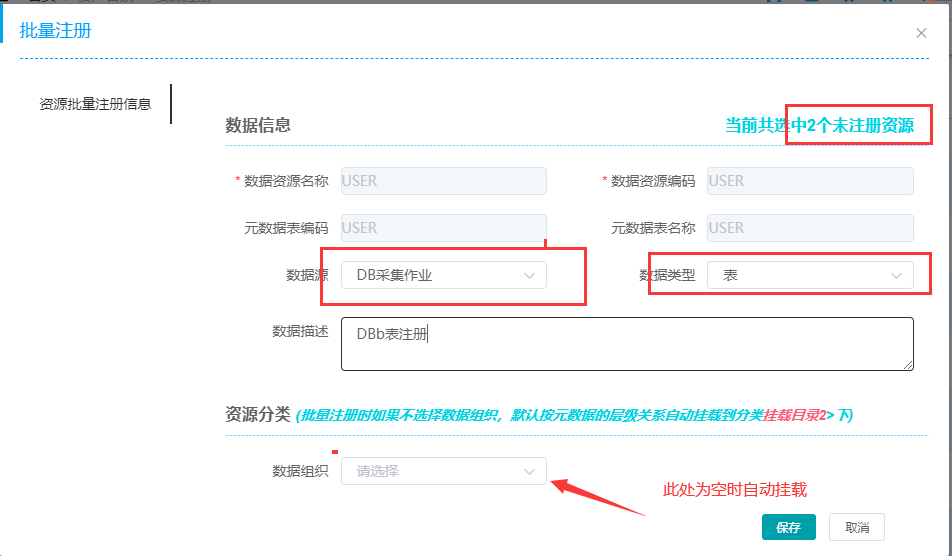 批量注册
资源批量注册信息
数据信息
当前共选中2个未注册资源
* 数据资源名称 USER
* 数据资源编码 USER
元数据表编码 USER
元数据表名称 USER
数据源 DB采集作业
数据类型 表
数据描述 DBb表注册
资源分类 (批量注册时如果不选择数据组织，默认按元数据的层级关系自动挂载到分类挂载目录2>下)
数据组织 请选择
此处为空时自动挂载
保存 取消